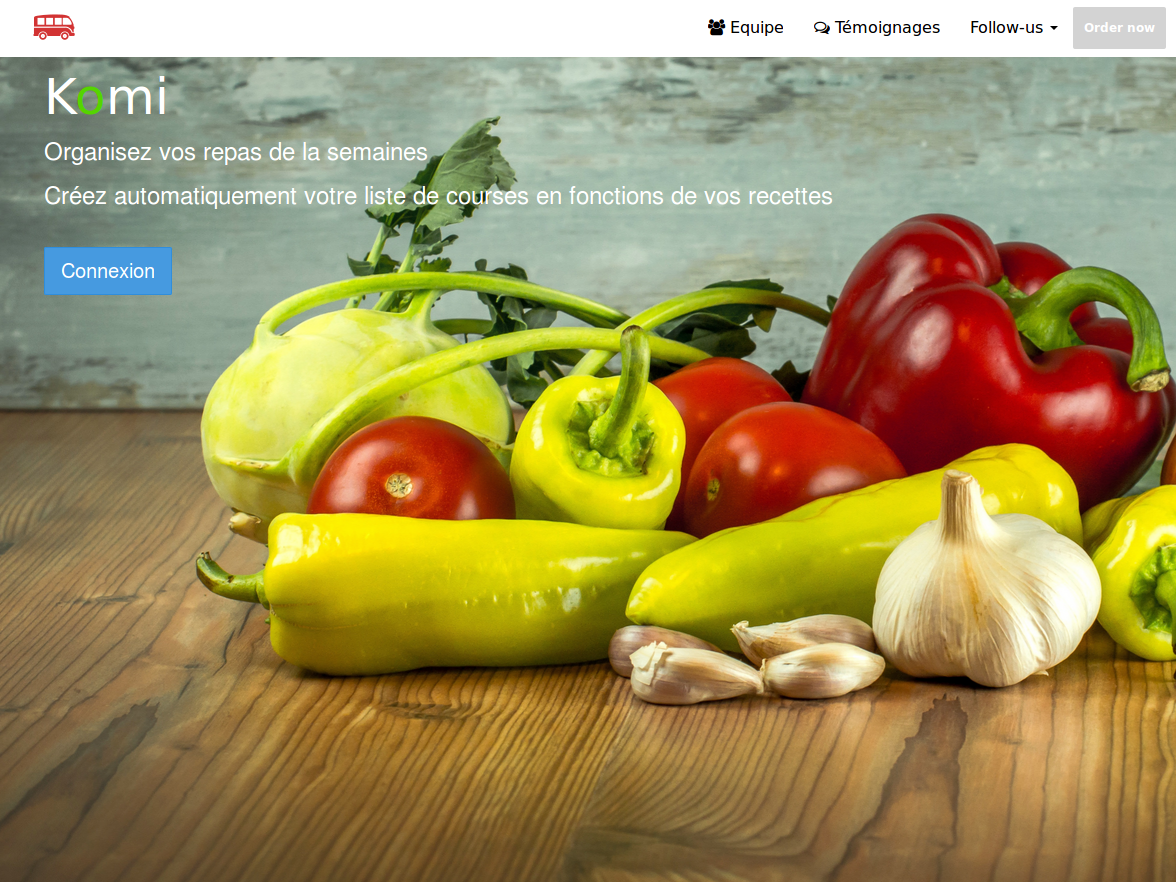 Equipe Témoignages Follow-us Order now
Komi
Organisez vos repas de la semaines
Créez automatiquement votre liste de courses en fonctions de vos recettes
Connexion